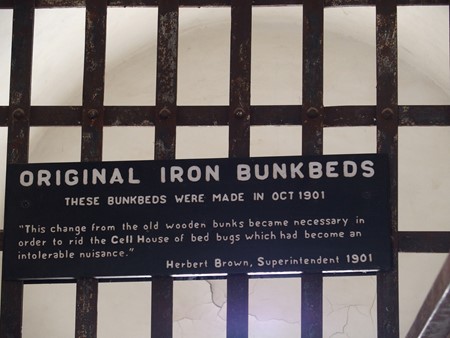 ORIGINAL IRON BUNKBEDS
THESE BUNKBEDS WERE MADE IN OCT 1901
"This change from the old wooden bunks became necessary in
order to rid the Cell House of bed bugs which had become an
intolerable nuisance."
Herbert Brown, Superintendent 1901